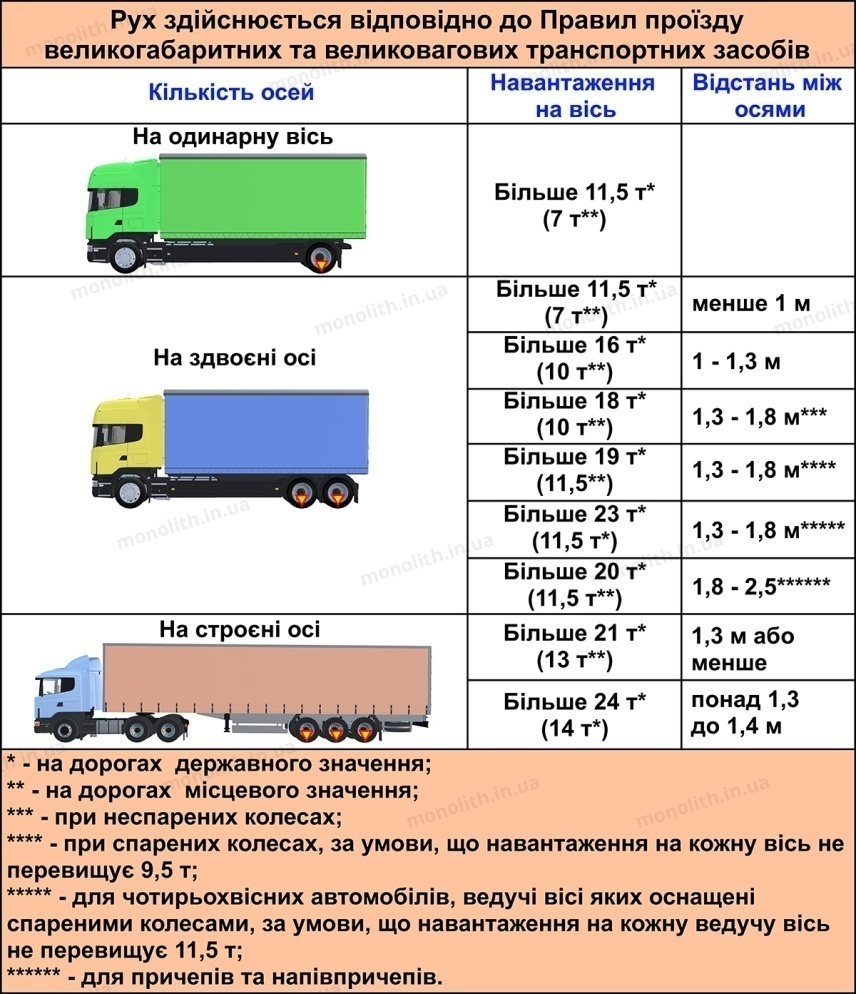 Рух здійснюється відповідно до Правил проїзду
великогабаритних та великовагових транспортних засобів
Кількість осей
Навантаження
на вісь
Відстань між
осями
На одинарну вісь
Більше 11,5 т*
(7 т**)
На здвоєні осі
Більше 11,5 т*
(7 т**)
менше 1 м
Більше 16 т*
(10 т**)
1 - 1,3 м
Більше 18 т*
(10 т**)
1,3 - 1,8 м***
Більше 19 т*
(11,5**)
1,3 - 1,8 м****
Більше 23 т*
(11,5 т*)
1,3 - 1,8 м*****
Більше 20 т*
(11,5 т**)
1,8 - 2,5******
На строєні осі
Більше 21 т*
(13 т**)
1,3 м або
менше
Більше 24 т*
(14 т*)
понад 1,3
до 1,4 м
* - на дорогах державного значення;
** - на дорогах місцевого значення;
*** - при неспарених колесах;
**** - при спарених колесах, за умови, що навантаження на кожну вісь не
перевищує 9,5 т;
***** - для чотирьохвісних автомобілів, ведучі вісі яких оснащені
спареними колесами, за умови, що навантаження на кожну ведучу вісь
не перевищує 11,5 т;
****** - для причепів та напівпричепів.
monolith.in.ua